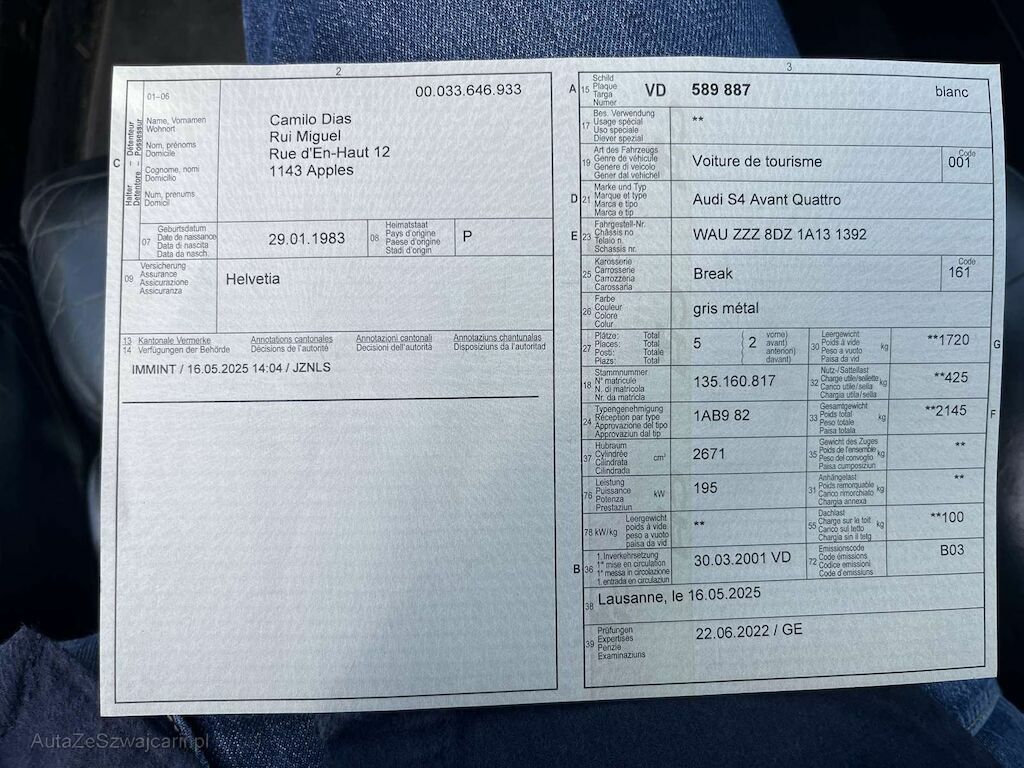 2
01–06
00.033.646.933
C
Halter – Détenteur
Detentore – Possessur
Name, Vornamen
Wohnort
Nom, prénoms
Domicile
Cognome, nomi
Domicilio
Num, prenums
Domicil
Camilo Dias
Rui Miguel
Rue d'En-Haut 12
1143 Apples
07
Geburtsdatum
Date de naissance
Data di nascita
Data da nasch.
29.01.1983
08
Heimatstaat
Pays d'origine
Paese d'origine
Stadi d'origin
P
09
Versicherung
Assurance
Assicurazione
Assicuranza
Helvetia
13 Kantonale Vermerke Annotations cantonales Annotazioni cantonali Annotaziuns chantunalas
14 Verfügungen der Behörde Décisions de l'autorité Decisioni dell'autorità Disposiziuns da l'autoritad
IMMINT / 16.05.2025 14:04 / JZNLS
3
A 15
Schild
Plaque
Targa
Numer
VD 589 887 blanc
17
Bes. Verwendung
Usage spécial
Uso speciale
Diever spezial
**
19
Art des Fahrzeugs
Genre de véhicule
Genere di veicolo
Gener dal vehichel
Voiture de tourisme
Code
001
D 21
Marke und Typ
Marque et type
Marca e tipo
Marca e tip
Audi S4 Avant Quattro
E 23
Fahrgestell-Nr.
Châssis no
Telaio n.
Schassis nr.
WAU ZZZ 8DZ 1A13 1392
25
Karosserie
Carrosserie
Carrozzeria
Carossaria
Break
Code
161
26
Farbe
Couleur
Colore
Colur
gris métal
27
Plätze: Total
Places: Total
Posti: Totale
Plazs: Total
5
2
vorne)
avant)
anteriori)
davant)
30
Leergewicht
Poids à vide
Peso a vuoto
Paisa da vid
kg
**1720
G
18
Stammnummer
N° matricule
N. di matricola
Nr. da matricla
135.160.817
32
Nutz-/Sattellast
Charge utile/sellette
Carico utile/sella
Chargia utila/sella
kg
**425
24
Typengenehmigung
Réception par type
Approvazione del tipo
Approvaziun dal tip
1AB9 82
33
Gesamtgewicht
Poids total
Peso totale
Paisa totala
kg
**2145
F
37
Hubraum
Cylindrée
Cilindrata
Cilindrada
cm³
2671
35
Gewicht des Zuges
Poids de l'ensemble
Peso del convoglio
Paisa cumposiziun
kg
**
76
Leistung
Puissance
Potenza
Prestaziun
kW
195
31
Anhängelast
Poids remorquable
Carico rimorchiato
Chargia annexa
kg
**
78 kW/kg
Leergewicht
poids à vide
peso a vuoto
paisa da vid
**
55
Dachlast
Charge sur le toit
Carico sul tetto
Chargia sin il tetg
kg
**100
B 36
1. Inverkehrsetzung
1re mise en circulation
1a messa in circolazione
1. entrada en circulaziun
30.03.2001 VD
72
Emissionscode
Code émissions
Codice emissioni
Code d'emissiuns
B03
38
Lausanne, le 16.05.2025
39
Prüfungen
Expertises
Perizie
Examinaziuns
22.06.2022 / GE
AutaZeSzwajcarii.pl